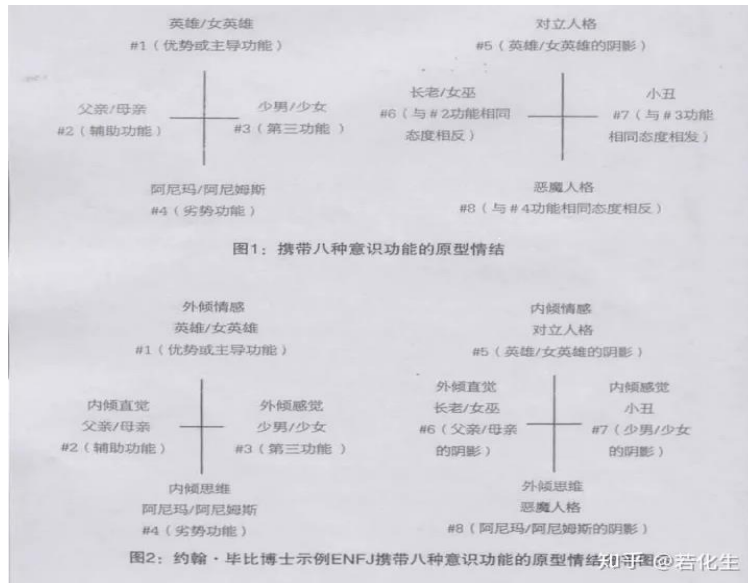 英雄/女英雄
#1（优势或主导功能）
父亲/母亲
#2（辅助功能）
少男/少女
#3（第三功能 ）
阿尼玛/阿尼姆斯
#4（劣势功能）
对立人格
#5（英雄/女英雄的阴影）
长老/女巫
#6（与＃2功能相同
态度相反）
小丑
#7（与＃3功能
相同态度相发）
恶魔人格
#8（与＃4功能相同态度相反）
图1：携带八种意识功能的原型情结
外倾情感
英雄/女英雄
#1（优势或主导功能）
内倾直觉
父亲/母亲
#2（辅助功能）
外倾感觉
少男/少女
#3（第三功能 ）
内倾思维
阿尼玛/阿尼姆斯
#4（劣势功能）
内倾情感
对立人格
#5（英雄/女英雄的阴影）
外倾直觉
长老/女巫
#6（父亲/母亲
的阴影）
内倾感觉
小丑
#7（少男/少女
的阴影）
外倾思维
恶魔人格
#8（阿尼玛/阿尼姆斯的阴影）
图2：约翰·毕比博士示例ENFJ携带八种意识功能的原型情结
知乎 @若化生